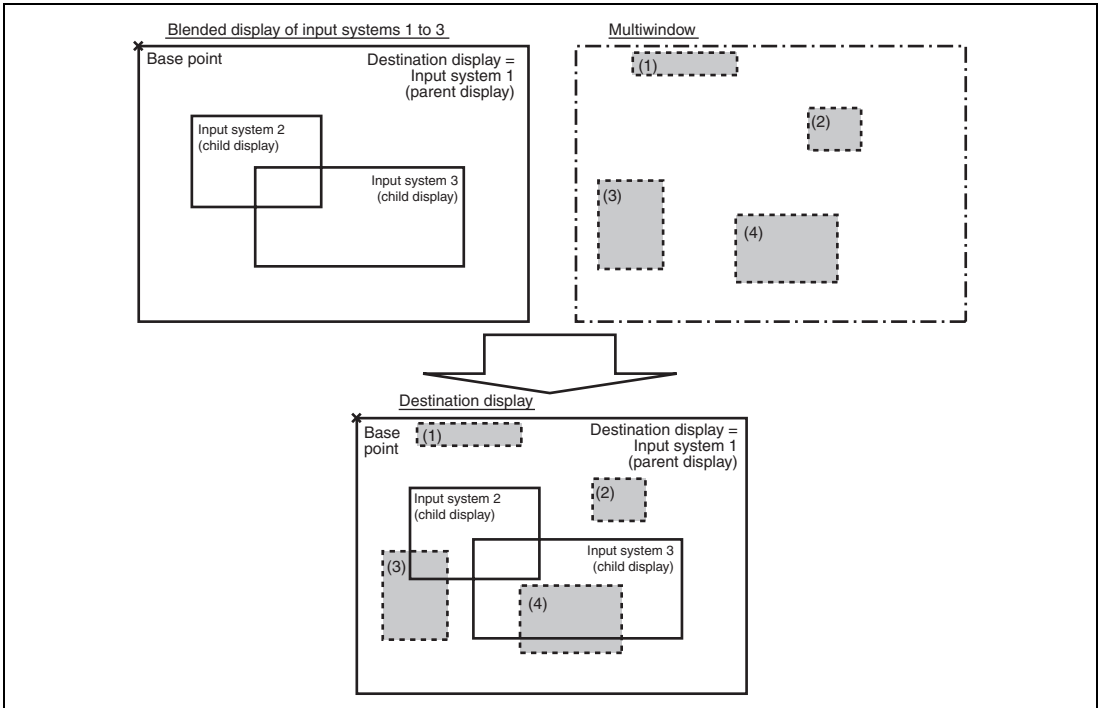 Blended display of input systems 1 to 3
Base point
Destination display =
Input system 1
(parent display)
Input system 2
(child display)
Input system 3
(child display)
Multiwindow
(1)
(2)
(3)
(4)
Destination display
Base
point
(1)
Destination display =
Input system 1
(parent display)
(2)
Input system 2
(child display)
Input system 3
(child display)
(3)
(4)